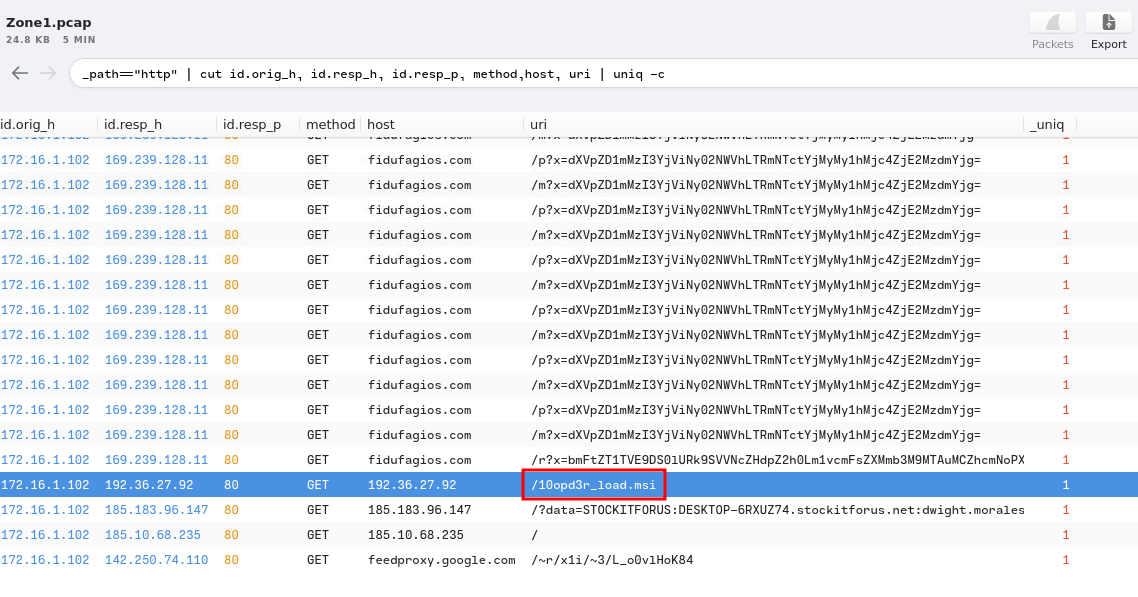 Zone1.pcap
24.8 KB 5 MIN
Packets Export
_path=="http" | cut id.orig_h, id.resp_h, id.resp_p, method,host, uri | uniq -c
id.orig_h id.resp_h id.resp_p method host uri _uniq
172.16.1.102 169.239.128.11 80 GET fidufagios.com /p?x=dXVpZD1mMzI3YjViNy02NWVhLTRmNTctYjMyMy1hMjc4ZjE2MzdmYjg= 1
172.16.1.102 169.239.128.11 80 GET fidufagios.com /m?x=dXVpZD1mMzI3YjViNy02NWVhLTRmNTctYjMyMy1hMjc4ZjE2MzdmYjg= 1
172.16.1.102 169.239.128.11 80 GET fidufagios.com /p?x=dXVpZD1mMzI3YjViNy02NWVhLTRmNTctYjMyMy1hMjc4ZjE2MzdmYjg= 1
172.16.1.102 169.239.128.11 80 GET fidufagios.com /m?x=dXVpZD1mMzI3YjViNy02NWVhLTRmNTctYjMyMy1hMjc4ZjE2MzdmYjg= 1
172.16.1.102 169.239.128.11 80 GET fidufagios.com /p?x=dXVpZD1mMzI3YjViNy02NWVhLTRmNTctYjMyMy1hMjc4ZjE2MzdmYjg= 1
172.16.1.102 169.239.128.11 80 GET fidufagios.com /m?x=dXVpZD1mMzI3YjViNy02NWVhLTRmNTctYjMyMy1hMjc4ZjE2MzdmYjg= 1
172.16.1.102 169.239.128.11 80 GET fidufagios.com /p?x=dXVpZD1mMzI3YjViNy02NWVhLTRmNTctYjMyMy1hMjc4ZjE2MzdmYjg= 1
172.16.1.102 169.239.128.11 80 GET fidufagios.com /m?x=dXVpZD1mMzI3YjViNy02NWVhLTRmNTctYjMyMy1hMjc4ZjE2MzdmYjg= 1
172.16.1.102 169.239.128.11 80 GET fidufagios.com /p?x=dXVpZD1mMzI3YjViNy02NWVhLTRmNTctYjMyMy1hMjc4ZjE2MzdmYjg= 1
172.16.1.102 169.239.128.11 80 GET fidufagios.com /m?x=dXVpZD1mMzI3YjViNy02NWVhLTRmNTctYjMyMy1hMjc4ZjE2MzdmYjg= 1
172.16.1.102 169.239.128.11 80 GET fidufagios.com /p?x=dXVpZD1mMzI3YjViNy02NWVhLTRmNTctYjMyMy1hMjc4ZjE2MzdmYjg= 1
172.16.1.102 169.239.128.11 80 GET fidufagios.com /m?x=dXVpZD1mMzI3YjViNy02NWVhLTRmNTctYjMyMy1hMjc4ZjE2MzdmYjg= 1
172.16.1.102 169.239.128.11 80 GET fidufagios.com /r?x=bmFtZT1TVE9DS0lURk9SVVNcZHdpZ2h0Lm1vcmFsZXMmb3M9MTAuMCZhcmNoPX 1
172.16.1.102 192.36.27.92 80 GET 192.36.27.92 /10opd3r_load.msi 1
172.16.1.102 185.183.96.147 80 GET 185.183.96.147 /?data=STOCKITFORUS:DESKTOP-6RXUZ74.stockitforus.net:dwight.morales 1
172.16.1.102 185.10.68.235 80 GET 185.10.68.235 / 1
172.16.1.102 142.250.74.110 80 GET feedproxy.google.com /~r/x1i/~3/L_o0vlHoK84 1